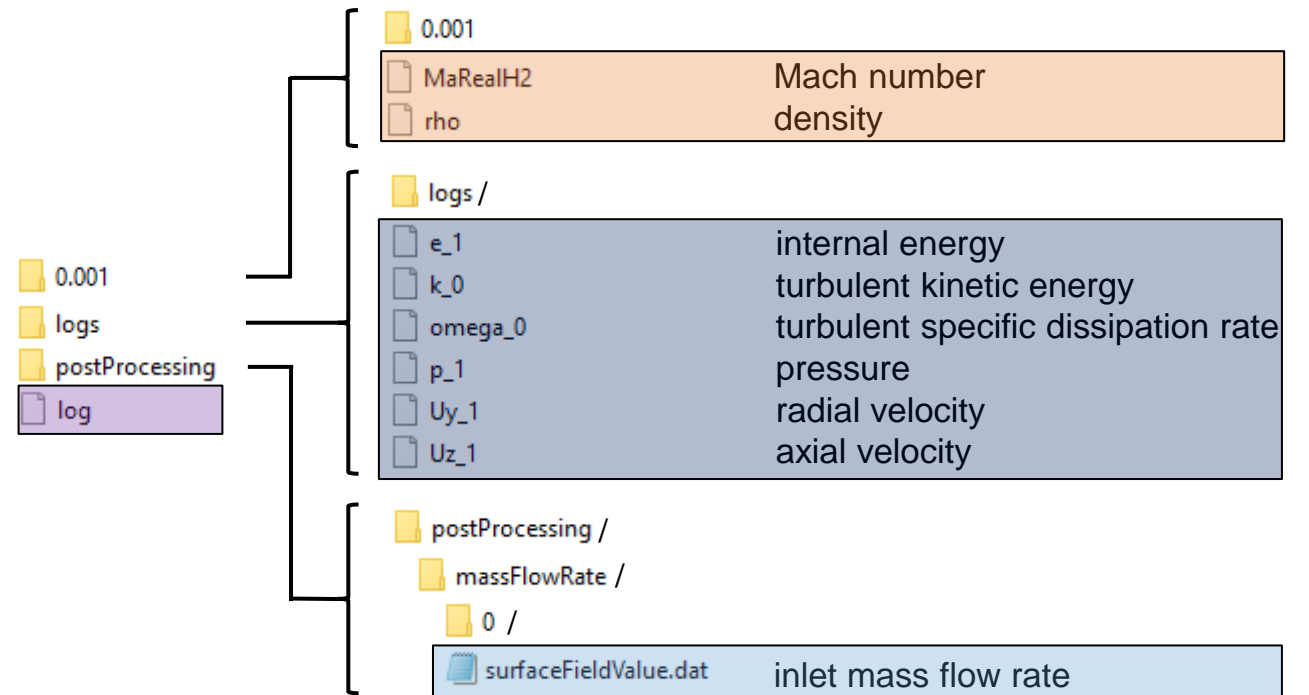 0.001
logs
postProcessing
log
0.001
MaRealH2 Mach number
rho density
logs /
e_1 internal energy
k_0 turbulent kinetic energy
omega_0 turbulent specific dissipation rate
p_1 pressure
Uy_1 radial velocity
Uz_1 axial velocity
postProcessing /
massFlowRate /
0 /
surfaceFieldValue.dat inlet mass flow rate